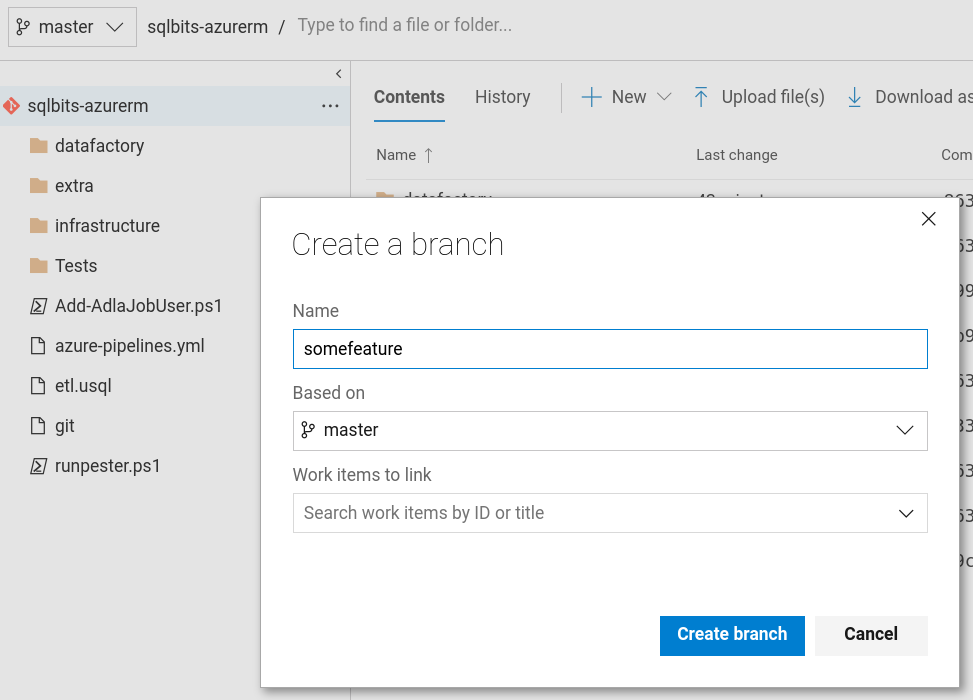 master
sqlbits-azurerm / Type to find a file or folder...
sqlbits-azurerm
datafactory
extra
infrastructure
Tests
Add-AdlaJobUser.ps1
azure-pipelines.yml
etl.usql
git
runpester.ps1
Contents History New Upload file(s) Download as
Name Last change Com
Create a branch
Name
somefeature
Based on
master
Work items to link
Search work items by ID or title
Create branch Cancel